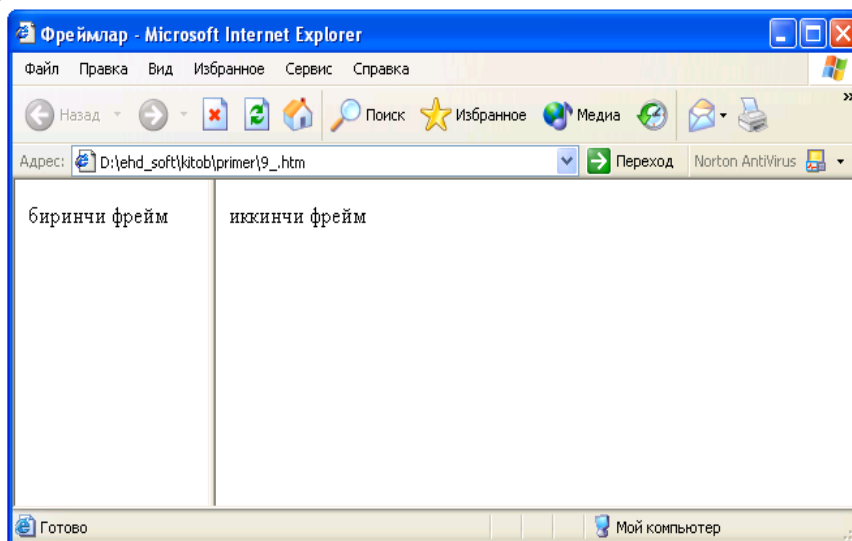 Фреймлар - Microsoft Internet Explorer
Файл Правка Вид Избранное Сервис Справка
Назад Поиск Избранное Медиа »
Адрес: D:\ehd_soft\kitob\primer\9_.htm Переход Norton AntiVirus
биринчи фрейм иккинчи фрейм
Готово Мой компьютер